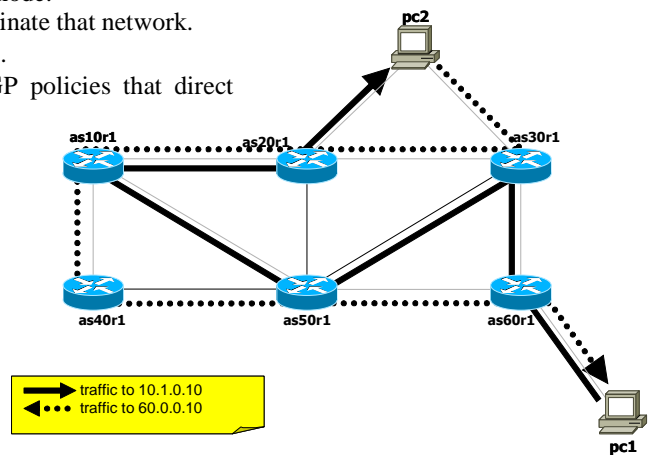 node.
inate that network.
.
GP policies that direct
pc2
as10r1
as20r1
as30r1
as40r1
as50r1
as60r1
traffic to 10.1.0.10
traffic to 60.0.0.10
pc1